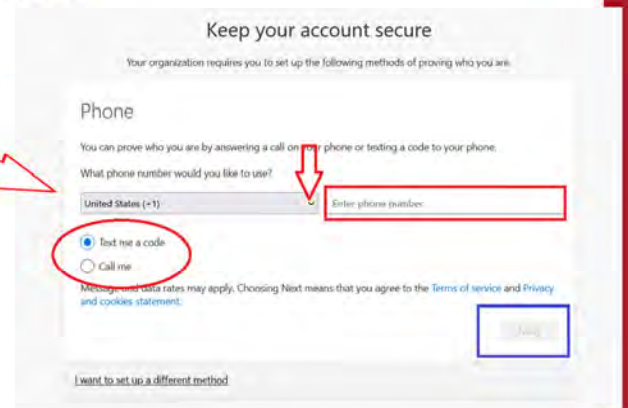 Keep your account secure
Your organization requires you to set up the following methods of proving who you are.
Phone
You can prove who you are by answering a call on your phone or texting a code to your phone.
What phone number would you like to use?
United States (+1)
Enter phone number
Text me a code
Call me
Message and data rates may apply. Choosing Next means that you agree to the Terms of service and Privacy
and cookies statement.
Next
I want to set up a different method